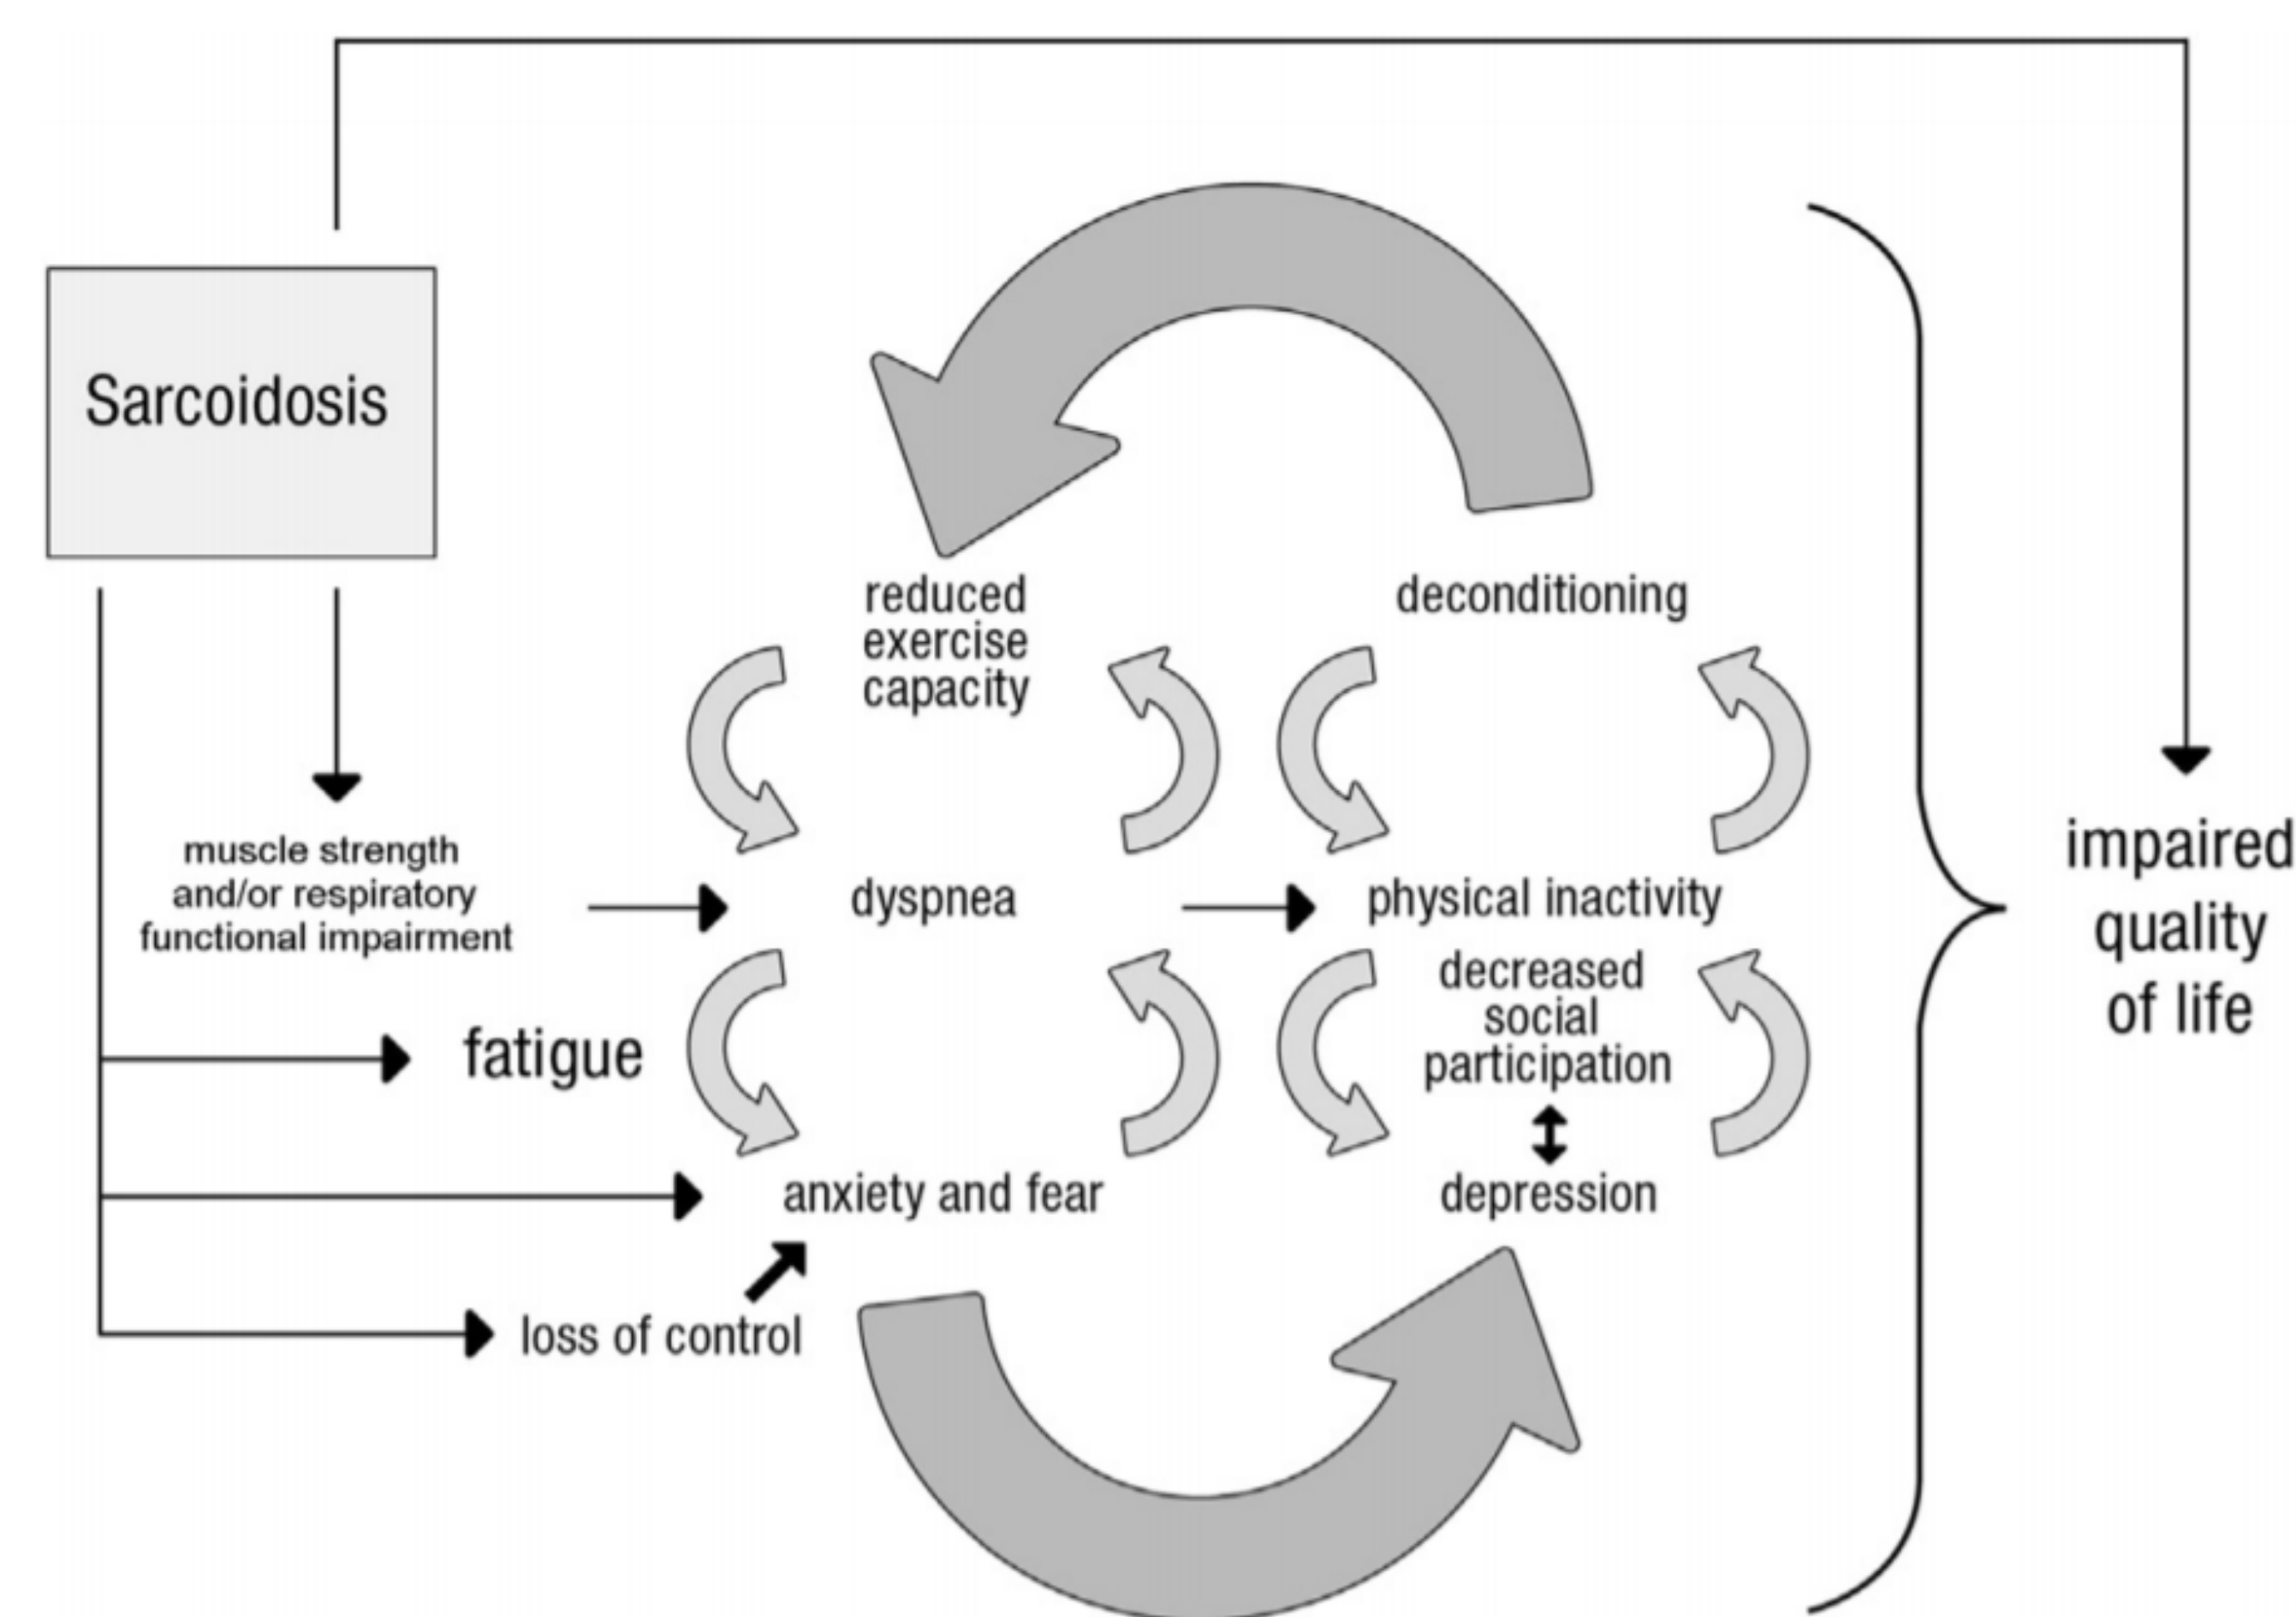 Sarcoidosis
reduced
exercise
capacity
deconditioning
muscle strength
and/or respiratory
functional impairment
dyspnea
physical inactivity
decreased
social
participation
fatigue
anxiety and fear
depression
loss of control
impaired
quality
of life